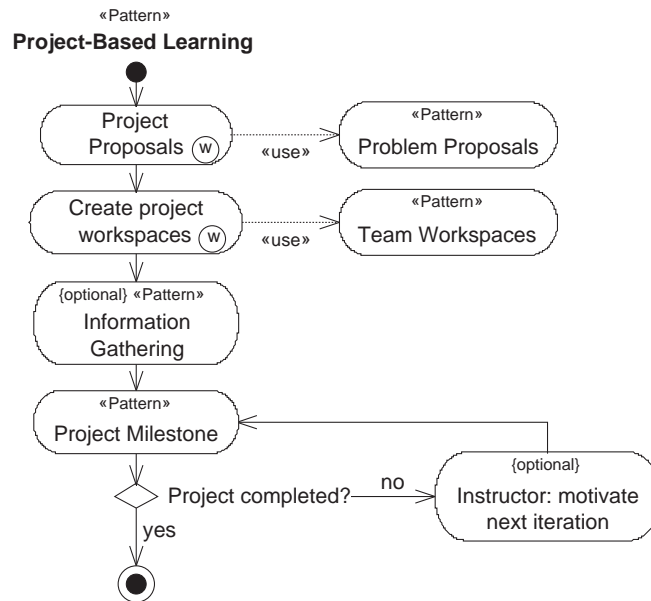 «Pattern»
Project-Based Learning
Project
Proposals
W
«use»
«Pattern»
Problem Proposals
Create project
workspaces
W
«use»
«Pattern»
Team Workspaces
{optional} «Pattern»
Information
Gathering
«Pattern»
Project Milestone
Project completed?
no
yes
{optional}
Instructor: motivate
next iteration